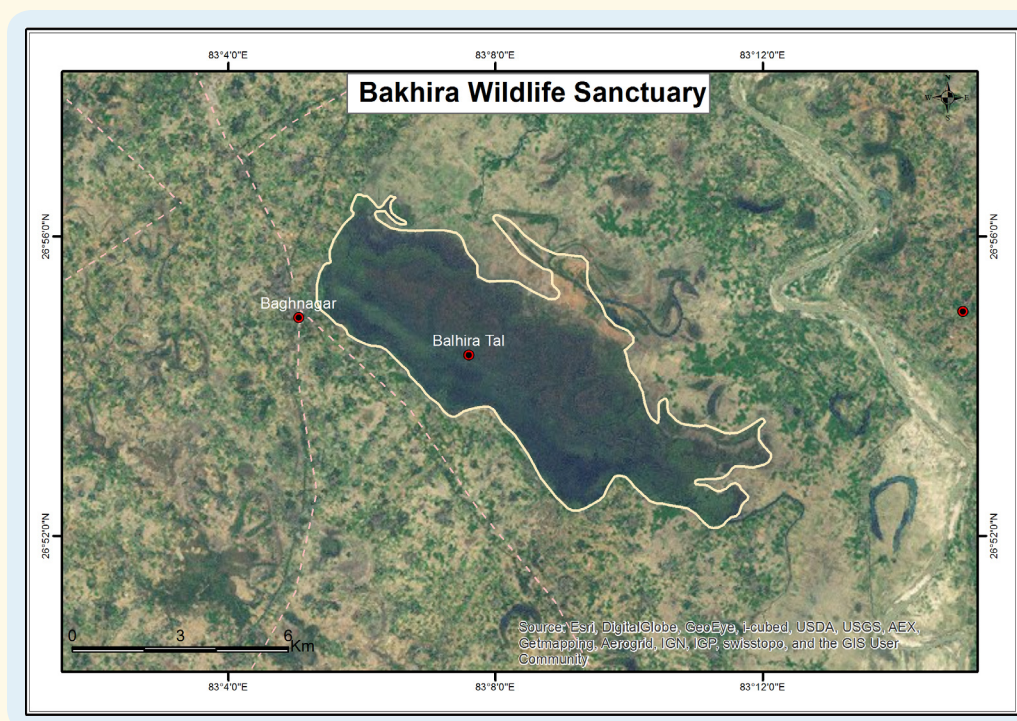 83°4'0"E
83°8'0"E
83°12'0"E
Bakhira Wildlife Sanctuary
N
W E
S
26°56'0"N
26°56'0"N
Baghnagar
Balhira Tal
26°52'0"N
26°52'0"N
0 3 6
Km
Source: Esri, DigitalGlobe, GeoEye, i-cubed, USDA, USGS, AEX,
Getmapping, Aerogrid, IGN, IGP, swisstopo, and the GIS User
Community
83°4'0"E
83°8'0"E
83°12'0"E